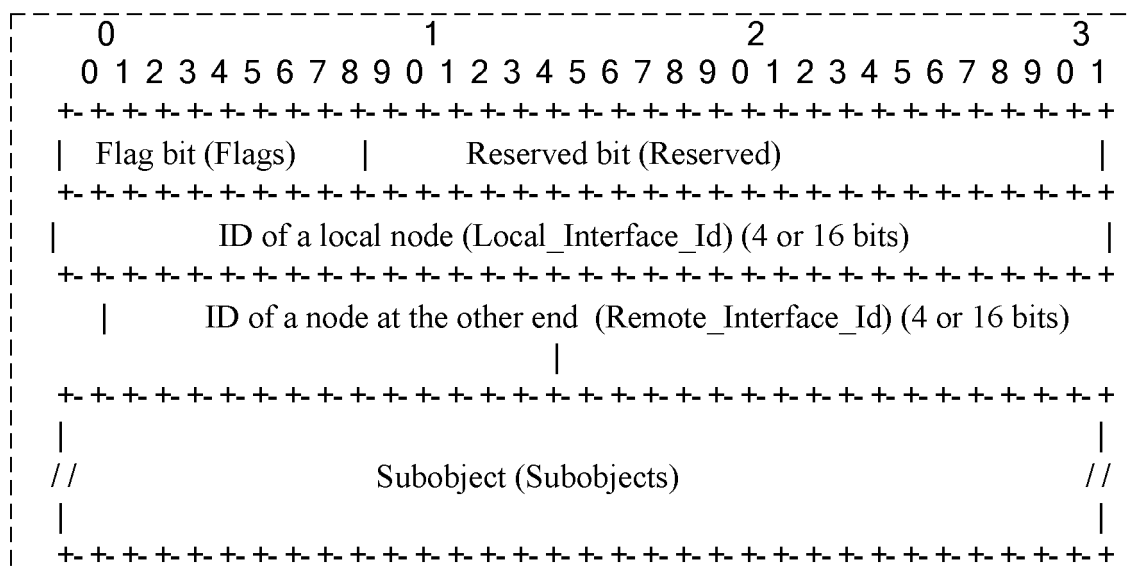 0 1 2 3
0 1 2 3 4 5 6 7 8 9 0 1 2 3 4 5 6 7 8 9 0 1 2 3 4 5 6 7 8 9 0 1
+- +- +- +- +- +- +- +- +- +- +- +- +- +- +- +- +- +- +- +- +- +- +- +- +- +- +- +- +- +- +- +- +
| Flag bit (Flags) | Reserved bit (Reserved) |
+- +- +- +- +- +- +- +- +- +- +- +- +- +- +- +- +- +- +- +- +- +- +- +- +- +- +- +- +- +- +- +- +
| ID of a local node (Local_Interface_Id) (4 or 16 bits) |
+- +- +- +- +- +- +- +- +- +- +- +- +- +- +- +- +- +- +- +- +- +- +- +- +- +- +- +- +- +- +- +- +
| ID of a node at the other end (Remote_Interface_Id) (4 or 16 bits)
|
+- +- +- +- +- +- +- +- +- +- +- +- +- +- +- +- +- +- +- +- +- +- +- +- +- +- +- +- +- +- +- +- +
| |
// Subobject (Subobjects) //
| |
+- +- +- +- +- +- +- +- +- +- +- +- +- +- +- +- +- +- +- +- +- +- +- +- +- +- +- +- +- +- +- +- +